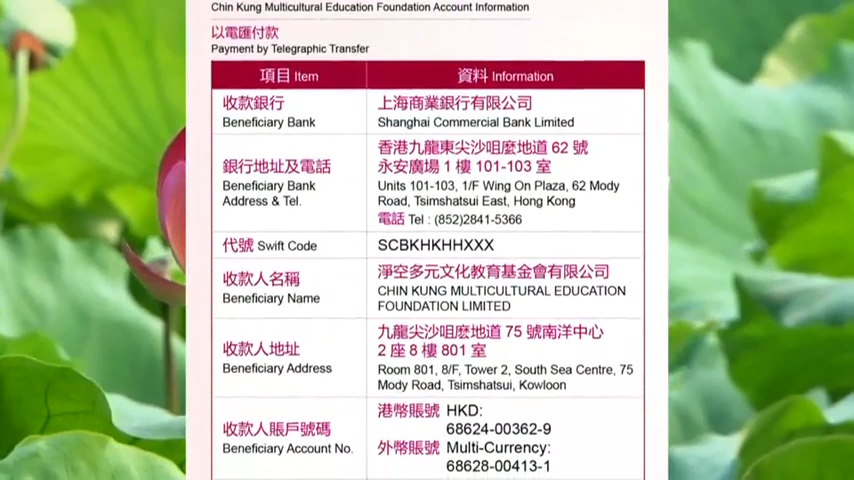 Chin Kung Multicultural Education Foundation Account Information
以電匯付款
Payment by Telegraphic Transfer
項目 Item
資料 Information
收款銀行
Beneficiary Bank
上海商業銀行有限公司
Shanghai Commercial Bank Limited
銀行地址及電話
Beneficiary Bank
Address & Tel.
香港九龍東尖沙咀麼地道 62 號
永安廣場 1 樓 101-103 室
Units 101-103, 1/F Wing On Plaza, 62 Mody
Road, Tsimshatsui East, Hong Kong
電話 Tel : (852)2841-5366
代號 Swift Code
SCBKHKHHXXX
收款人名稱
Beneficiary Name
淨空多元文化教育基金會有限公司
CHIN KUNG MULTICULTURAL EDUCATION
FOUNDATION LIMITED
收款人地址
Beneficiary Address
九龍尖沙咀麼地道 75 號南洋中心
2 座 8 樓 801 室
Room 801, 8/F, Tower 2, South Sea Centre, 75
Mody Road, Tsimshatsui, Kowloon
收款人賬戶號碼
Beneficiary Account No.
港幣賬號 HKD:
68624-00362-9
外幣賬號 Multi-Currency:
68628-00413-1